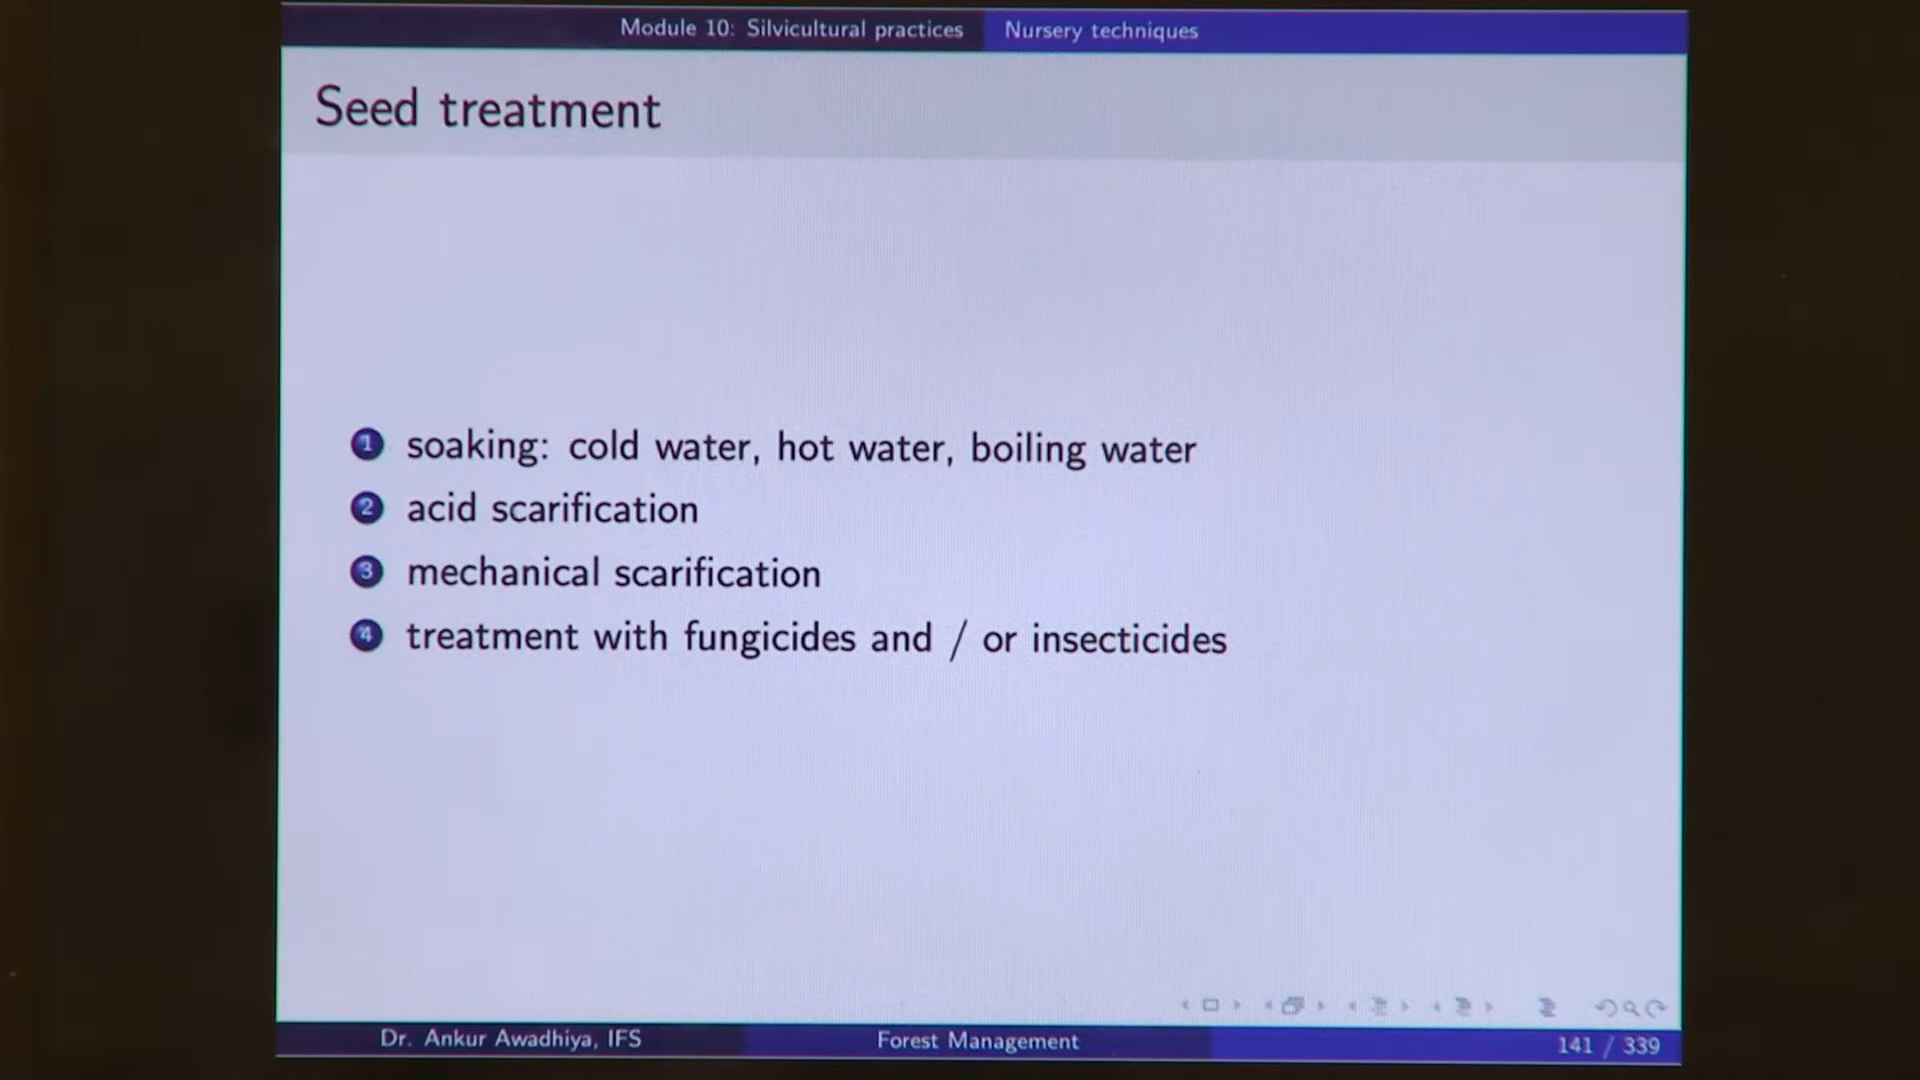 Module 10: Silvicultural practices Nursery techniques
Seed treatment
1 soaking: cold water, hot water, boiling water
2 acid scarification
3 mechanical scarification
4 treatment with fungicides and / or insecticides
Dr. Ankur Awadhiya, IFS Forest Management 141 / 339